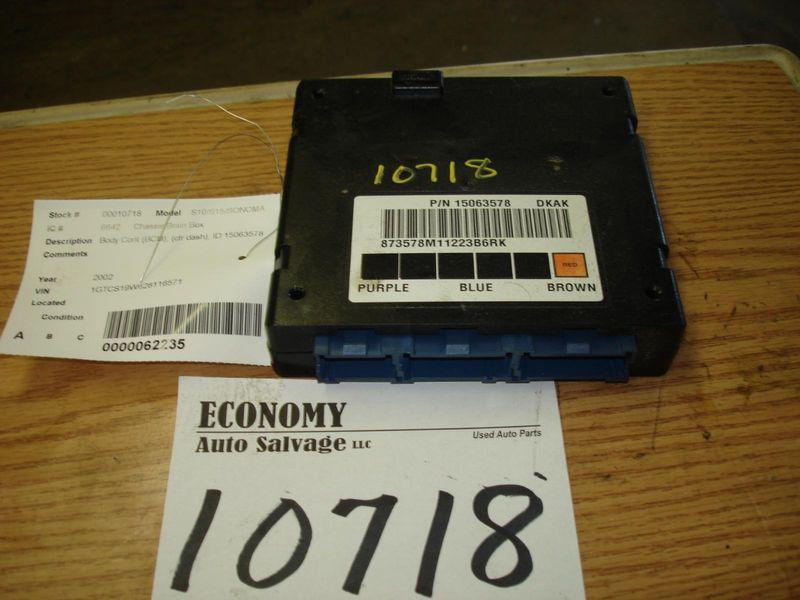 10718
P/N 15063578 DKAK
873578M11223B6RK
RED
PURPLE BLUE BROWN
Stock # 00010718 Model S10/S15/SONOMA
IC # 6642 Chassis Brain Box
Description Body Cont (BCM), (ctr dash), ID 15063578
Comments
Year 2002
VIN 1GTCS19W628116571
Located
Condition
A B C 0000062235
ECONOMY
Auto Salvage LLC Used Auto Parts
10718